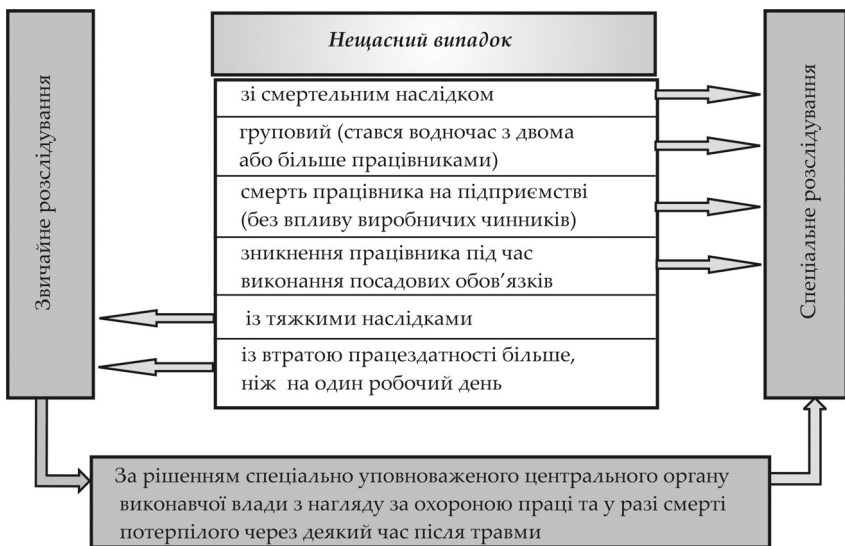 Нещасний випадок
Звичайне розслідування
зі смертельним наслідком
груповий (стався водночас з двома
або більше працівниками)
смерть працівника на підприємстві
(без впливу виробничих чинників)
зникнення працівника під час
виконання посадових обов’язків
із тяжкими наслідками
із втратою працездатності більше,
ніж на один робочий день
Спеціальне розслідування
За рішенням спеціально уповноваженого центрального органу
виконавчої влади з нагляду за охороною праці та у разі смерті
потерпілого через деякий час після травми